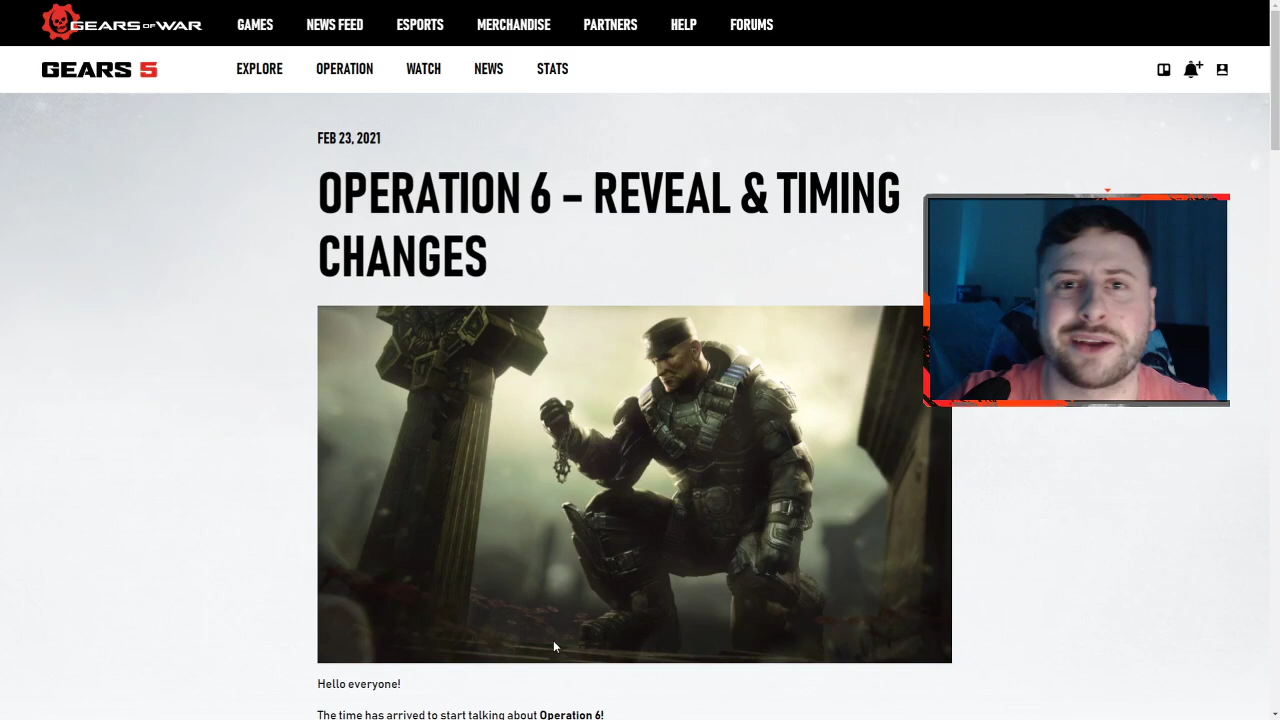 GEARS OF WAR GAMES NEWS FEED ESPORTS MERCHANDISE PARTNERS HELP FORUMS
GEARS 5 EXPLORE OPERATION WATCH NEWS STATS
FEB 23, 2021
OPERATION 6 – REVEAL & TIMING
CHANGES
Hello everyone!
The time has arrived to start talking about Operation 6!